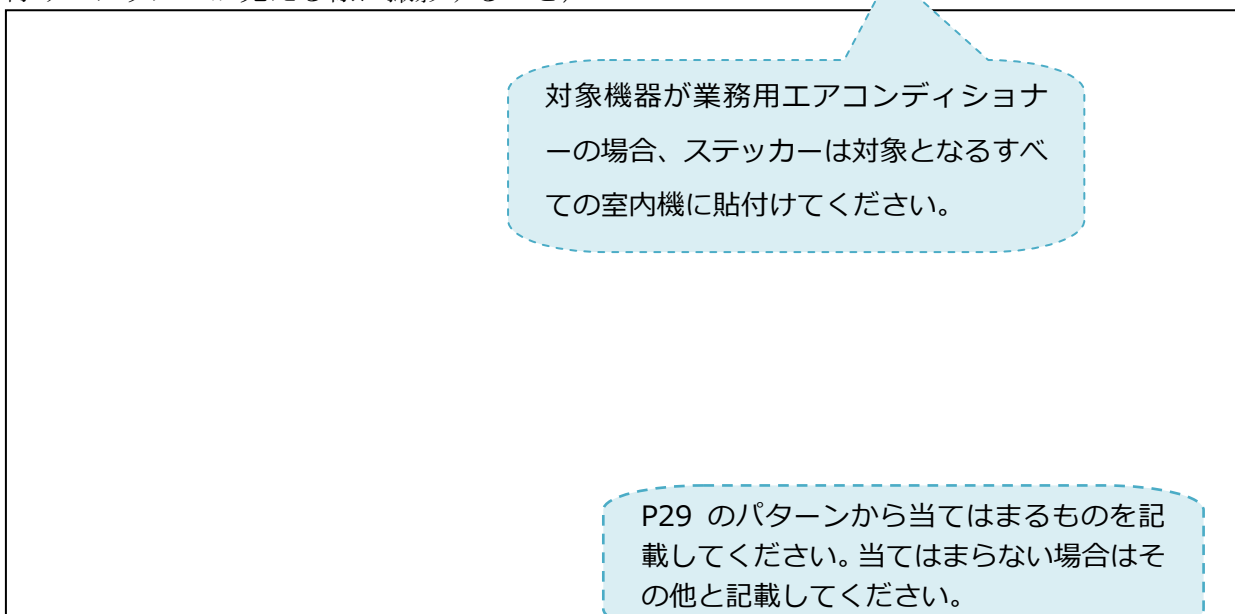 対象機器が業務用エアコンディショナ
ーの場合、ステッカーは対象となるすべ
ての室内機に貼付けてください。
P29 のパターンから当てはまるものを記
載してください。当てはまらない場合はそ
の他と記載してください。